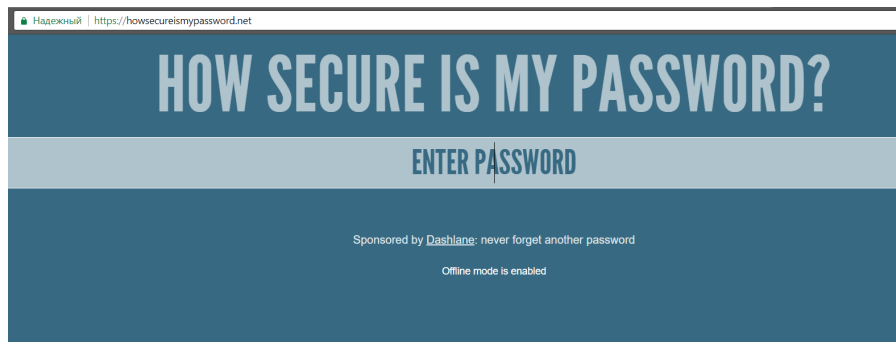 Надежный | https://howsecureismypassword.net
HOW SECURE IS MY PASSWORD?
ENTER PASSWORD
Sponsored by Dashlane: never forget another password
Offline mode is enabled